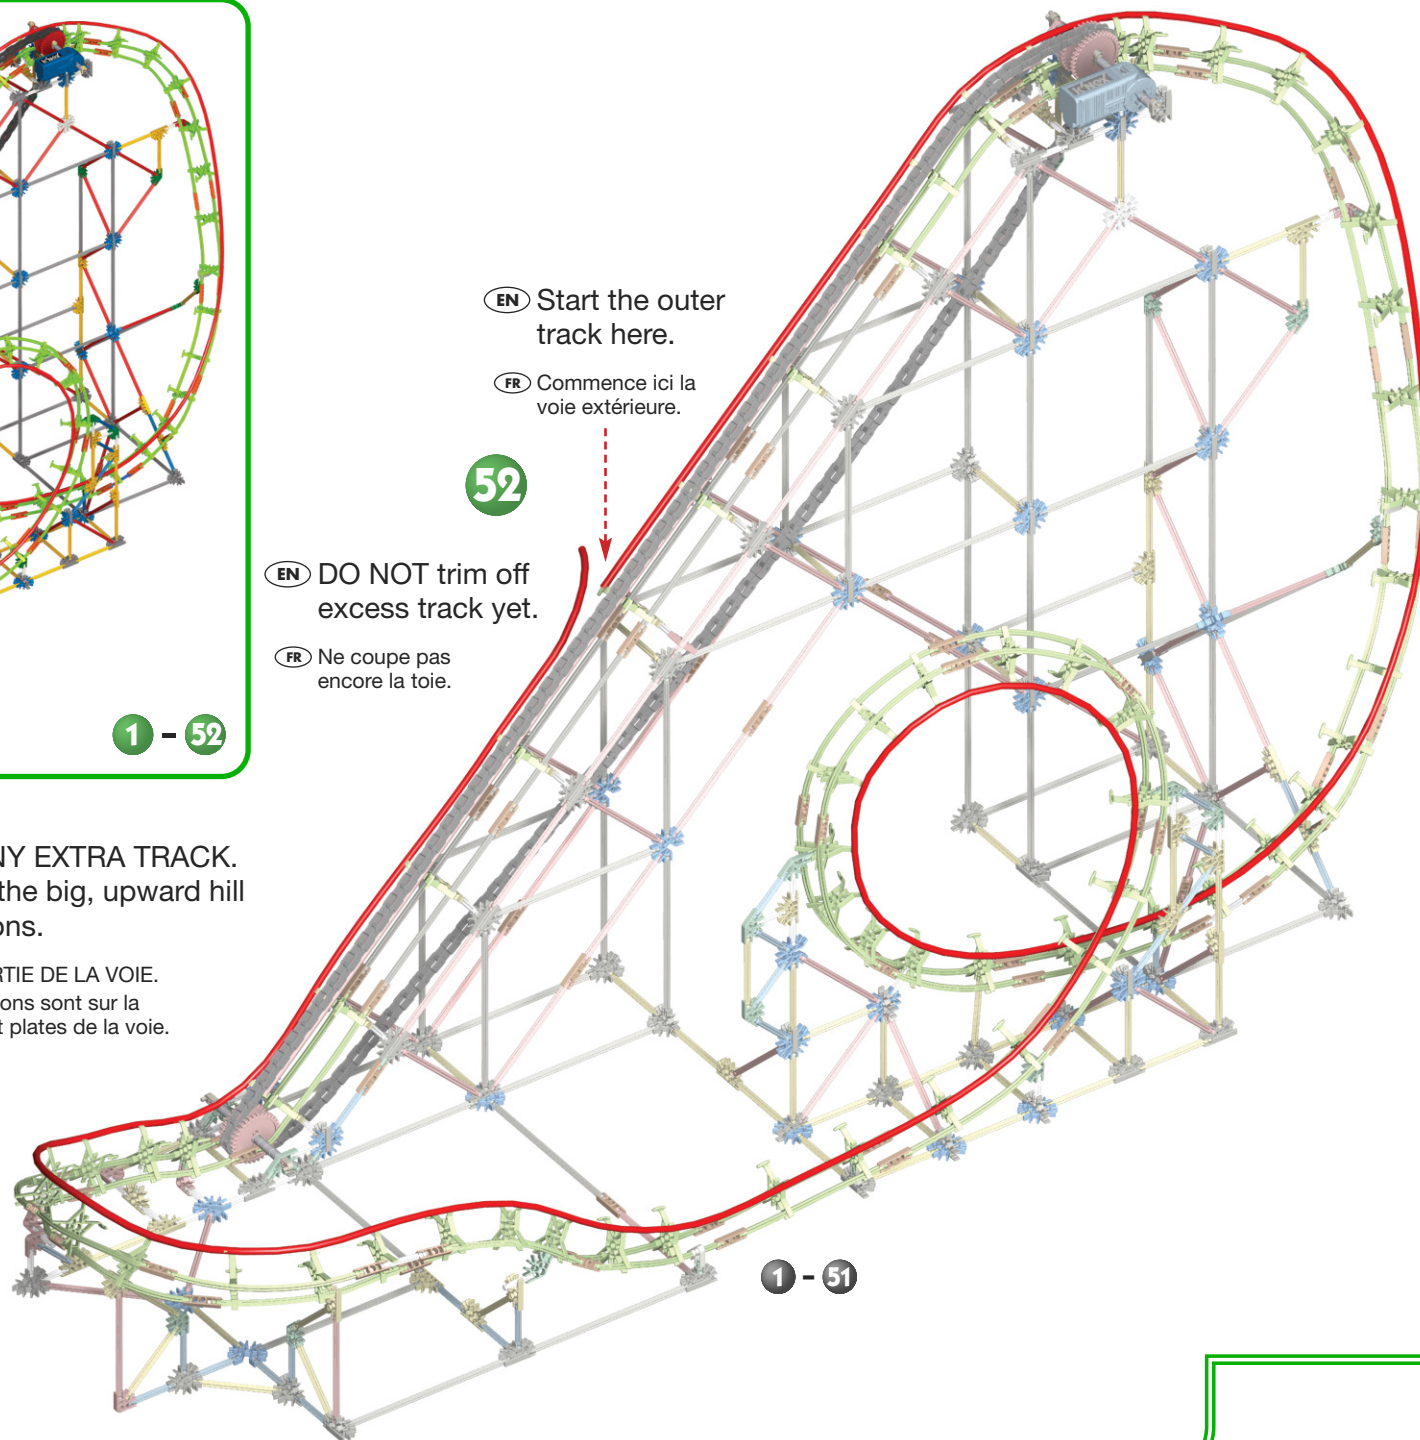 EN Start the outer
track here.
FR Commence ici la
voie extérieure.
52
EN DO NOT trim off
excess track yet.
FR Ne coupe pas
encore la toie.
1 - 52
NY EXTRA TRACK.
the big, upward hill
ons.
RTIE DE LA VOIE.
ons sont sur la
t plates de la voie.
1 - 51
K'NEX